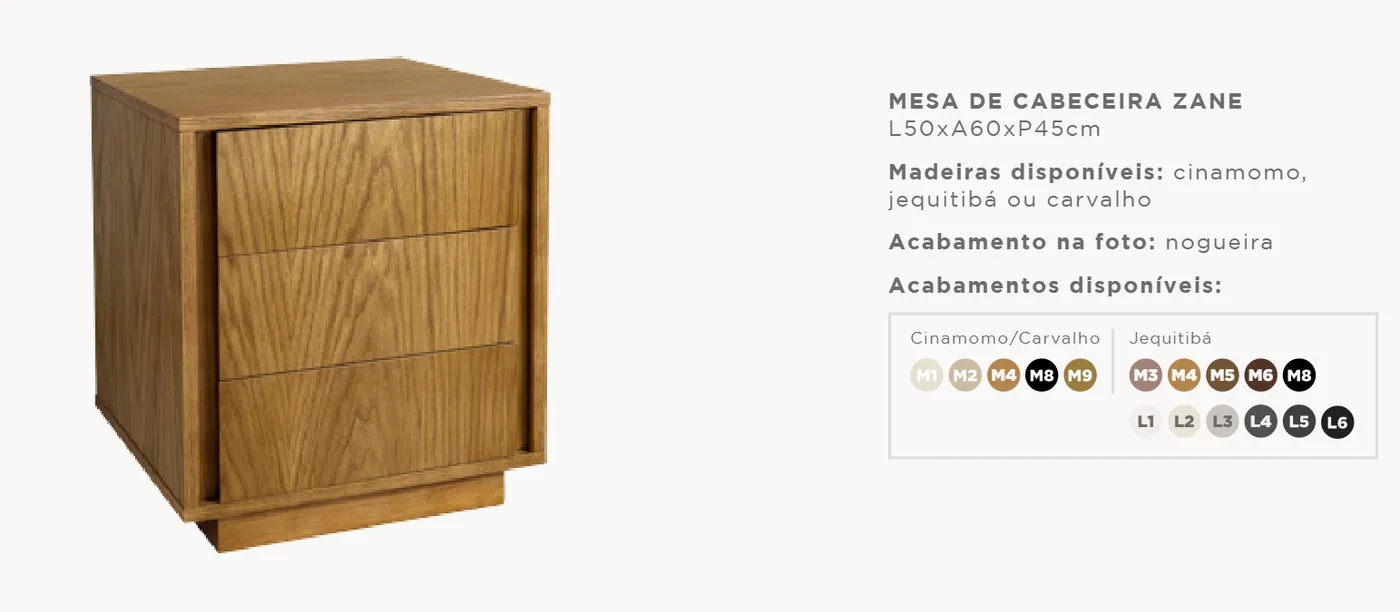 MESA DE CABECEIRA ZANE
L50xA60xP45cm
Madeiras disponíveis: cinamomo,
jequitibá ou carvalho
Acabamento na foto: nogueira
Acabamentos disponíveis:
Cinamomo/Carvalho
M1 M2 M4 M8 M9
Jequitibá
M3 M4 M5 M6 M8
L1 L2 L3 L4 L5 L6